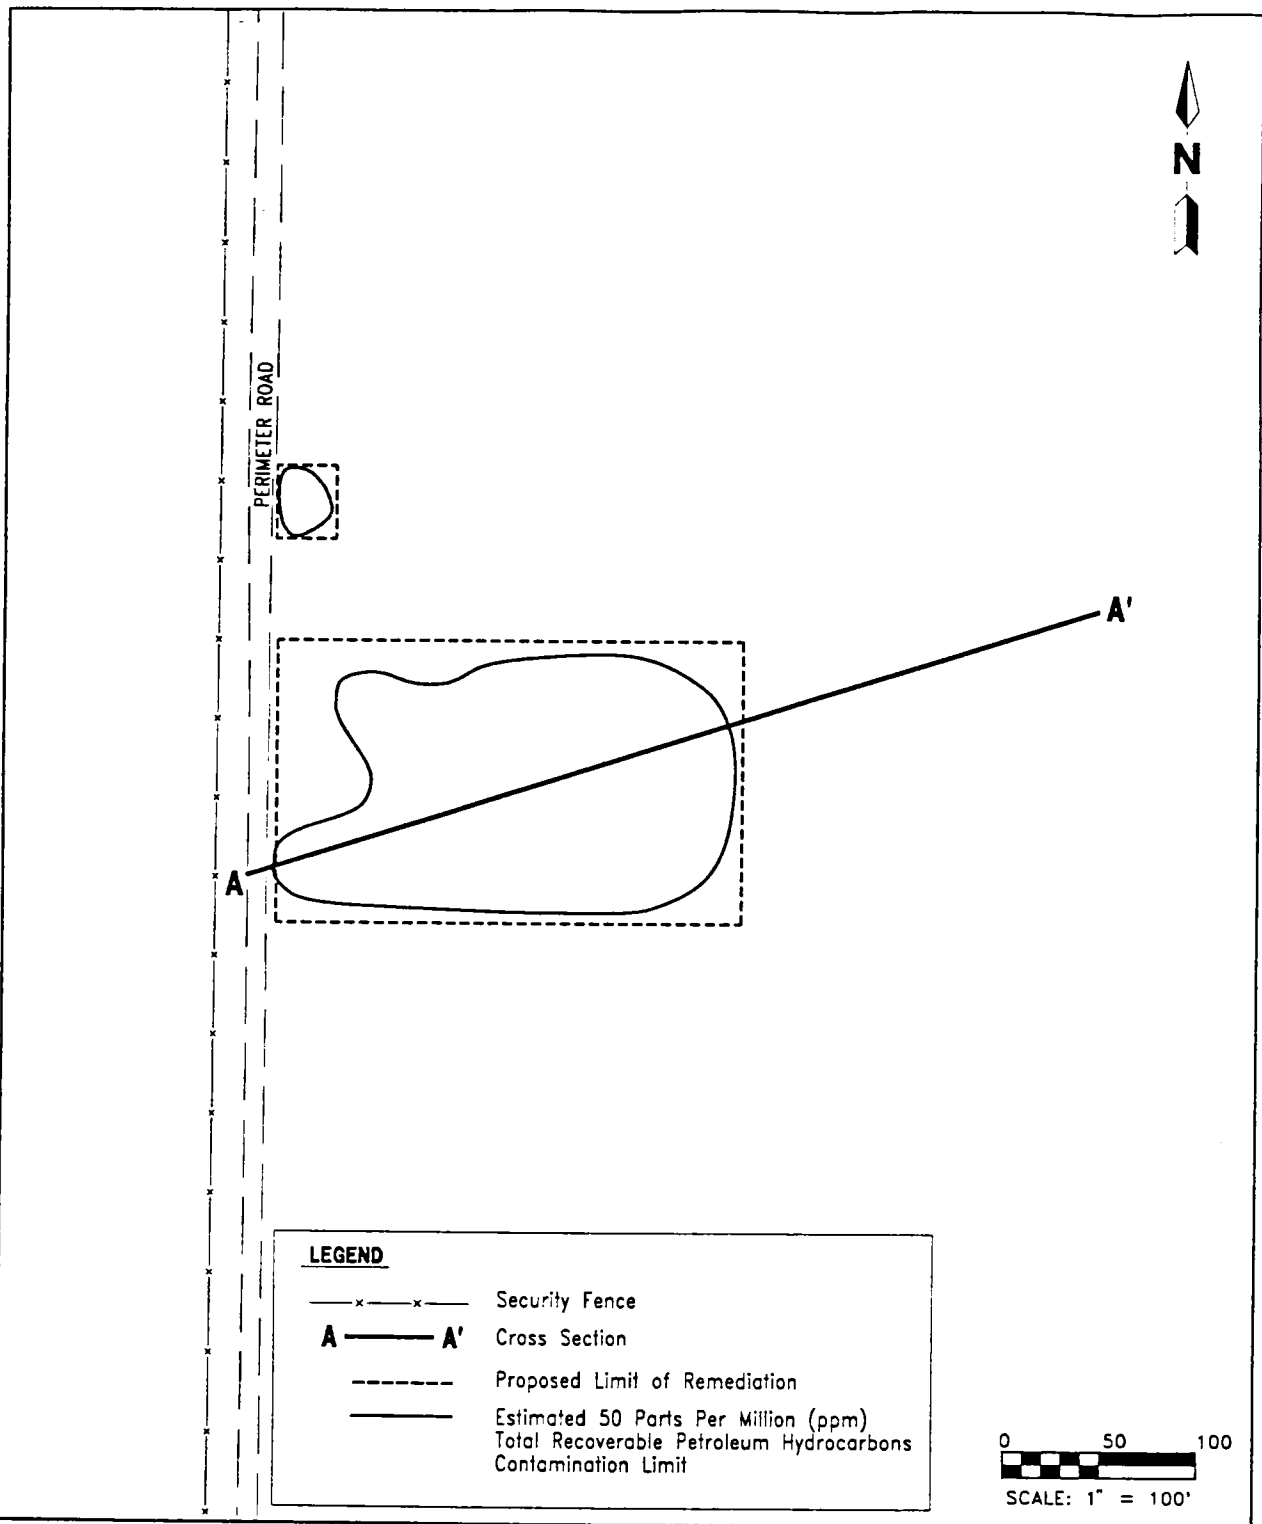 N
PERIMETER ROAD
A'
A
LEGEND
Security Fence
A A' Cross Section
Proposed Limit of Remediation
Estimated 50 Parts Per Million (ppm)
Total Recoverable Petroleum Hydrocarbons
Contamination Limit
0 50 100
SCALE: 1" = 100'